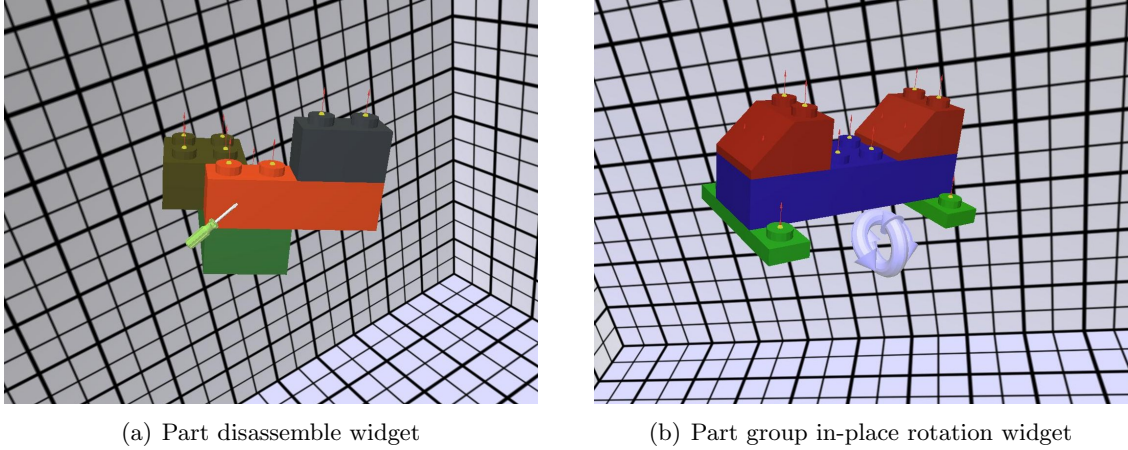 (a) Part disassemble widget
(b) Part group in-place rotation widget